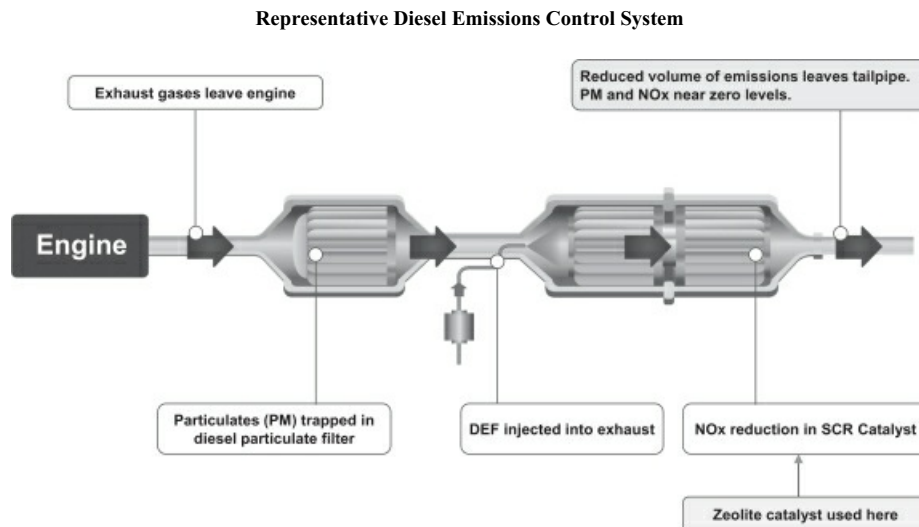 Representative Diesel Emissions Control System
Exhaust gases leave engine
Reduced volume of emissions leaves tailpipe.
PM and NOx near zero levels.
Engine
Particulates (PM) trapped in
diesel particulate filter
DEF injected into exhaust
NOx reduction in SCR Catalyst
Zeolite catalyst used here